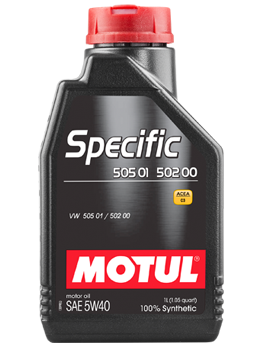 Specific
505 01 502 00
ACEA
C3
VW 505 01 / 502 00
MOTUL
motor oil
SAE 5W40
1L (1.05 quart)
100% Synthetic